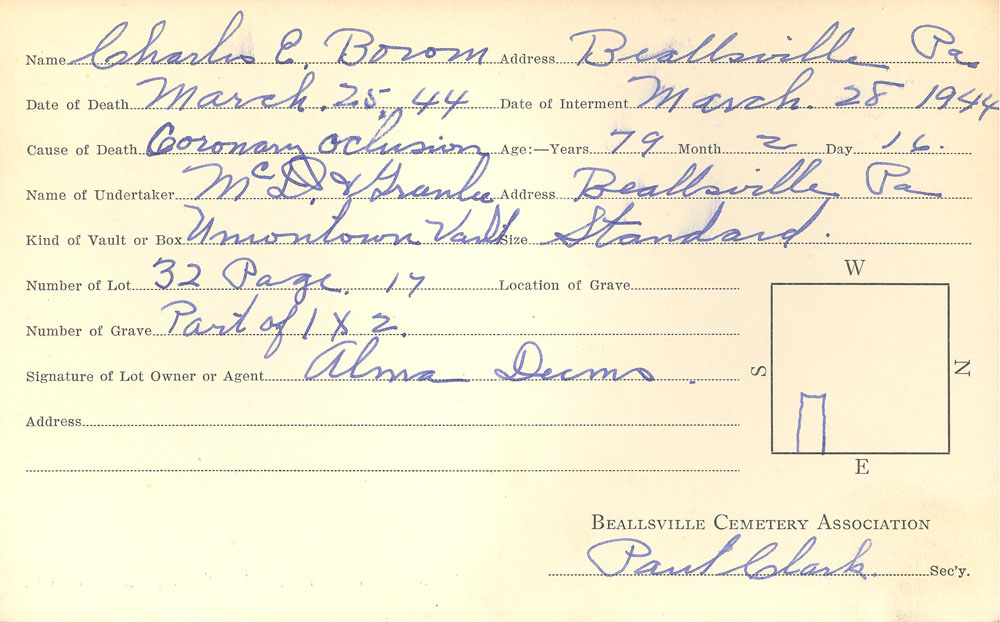 Name Charles E. Borom Address Beallsville Pa
Date of Death March. 25, 44 Date of Interment March. 28 1944
Cause of Death Coronary oclusion Age:—Years 79 Month 2 Day 16.
Name of Undertaker McD. & Greenlee Address Beallsville Pa
Kind of Vault or Box Uniontown Vault Size Standard.
Number of Lot 32 Page. 17 Location of Grave
Number of Grave Part of 1 X 2.
Signature of Lot Owner or Agent Alma Deems.
Address
W
S
N
E
BEALLSVILLE CEMETERY ASSOCIATION
Paul Clark. Sec'y.